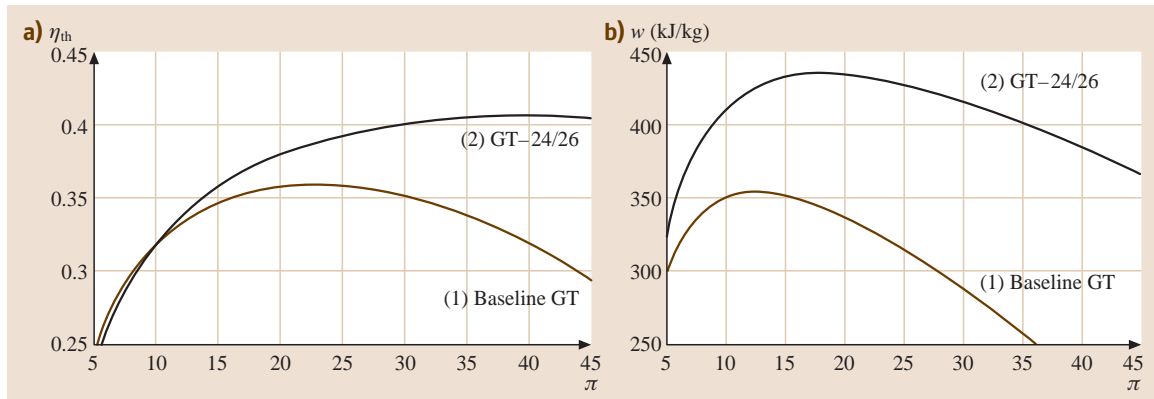 a) ηth
0.45
0.4
0.35
0.3
0.25
5 10 15 20 25 30 35 40 45
π
(2) GT–24/26
(1) Baseline GT
b) w (kJ/kg)
450
400
350
300
250
5 10 15 20 25 30 35 40 45
π
(2) GT–24/26
(1) Baseline GT